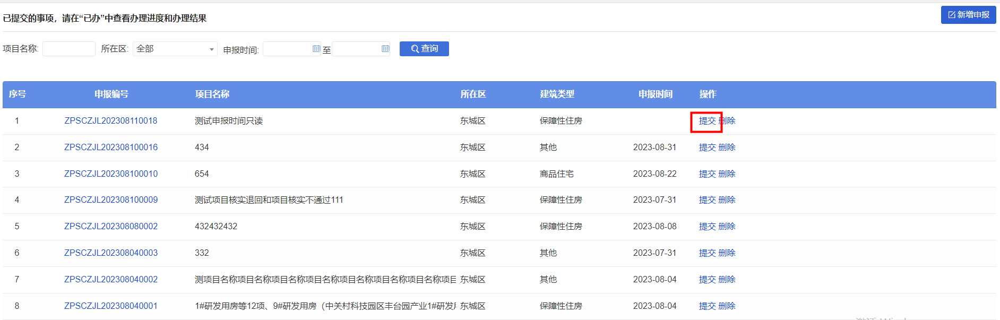 已提交的事项，请在“已办”中查看办理进度和办理结果
新增申报
项目名称: 所在区: 全部 申报时间: 至 查询
序号 申报编号 项目名称 所在区 建筑类型 申报时间 操作
1 ZPSCZJL202308110018 测试申报时间只读 东城区 保障性住房 提交 删除
2 ZPSCZJL202308100016 434 东城区 其他 2023-08-31 提交 删除
3 ZPSCZJL202308100010 654 东城区 商品住宅 2023-08-22 提交 删除
4 ZPSCZJL202308100009 测试项目核实退回和项目核实不通过111 东城区 保障性住房 2023-07-31 提交 删除
5 ZPSCZJL202308080002 432432432 东城区 保障性住房 2023-08-08 提交 删除
6 ZPSCZJL202308040003 332 东城区 其他 2023-07-31 提交 删除
7 ZPSCZJL202308040002 测项目名称项目名称项目名称项目名称项目名称项目名称项目名称项目 东城区 其他 2023-08-04 提交 删除
8 ZPSCZJL202308040001 1#研发用房等12项、9#研发用房（中关村科技园区丰台园产业1#研发 东城区 保障性住房 2023-08-04 提交 删除